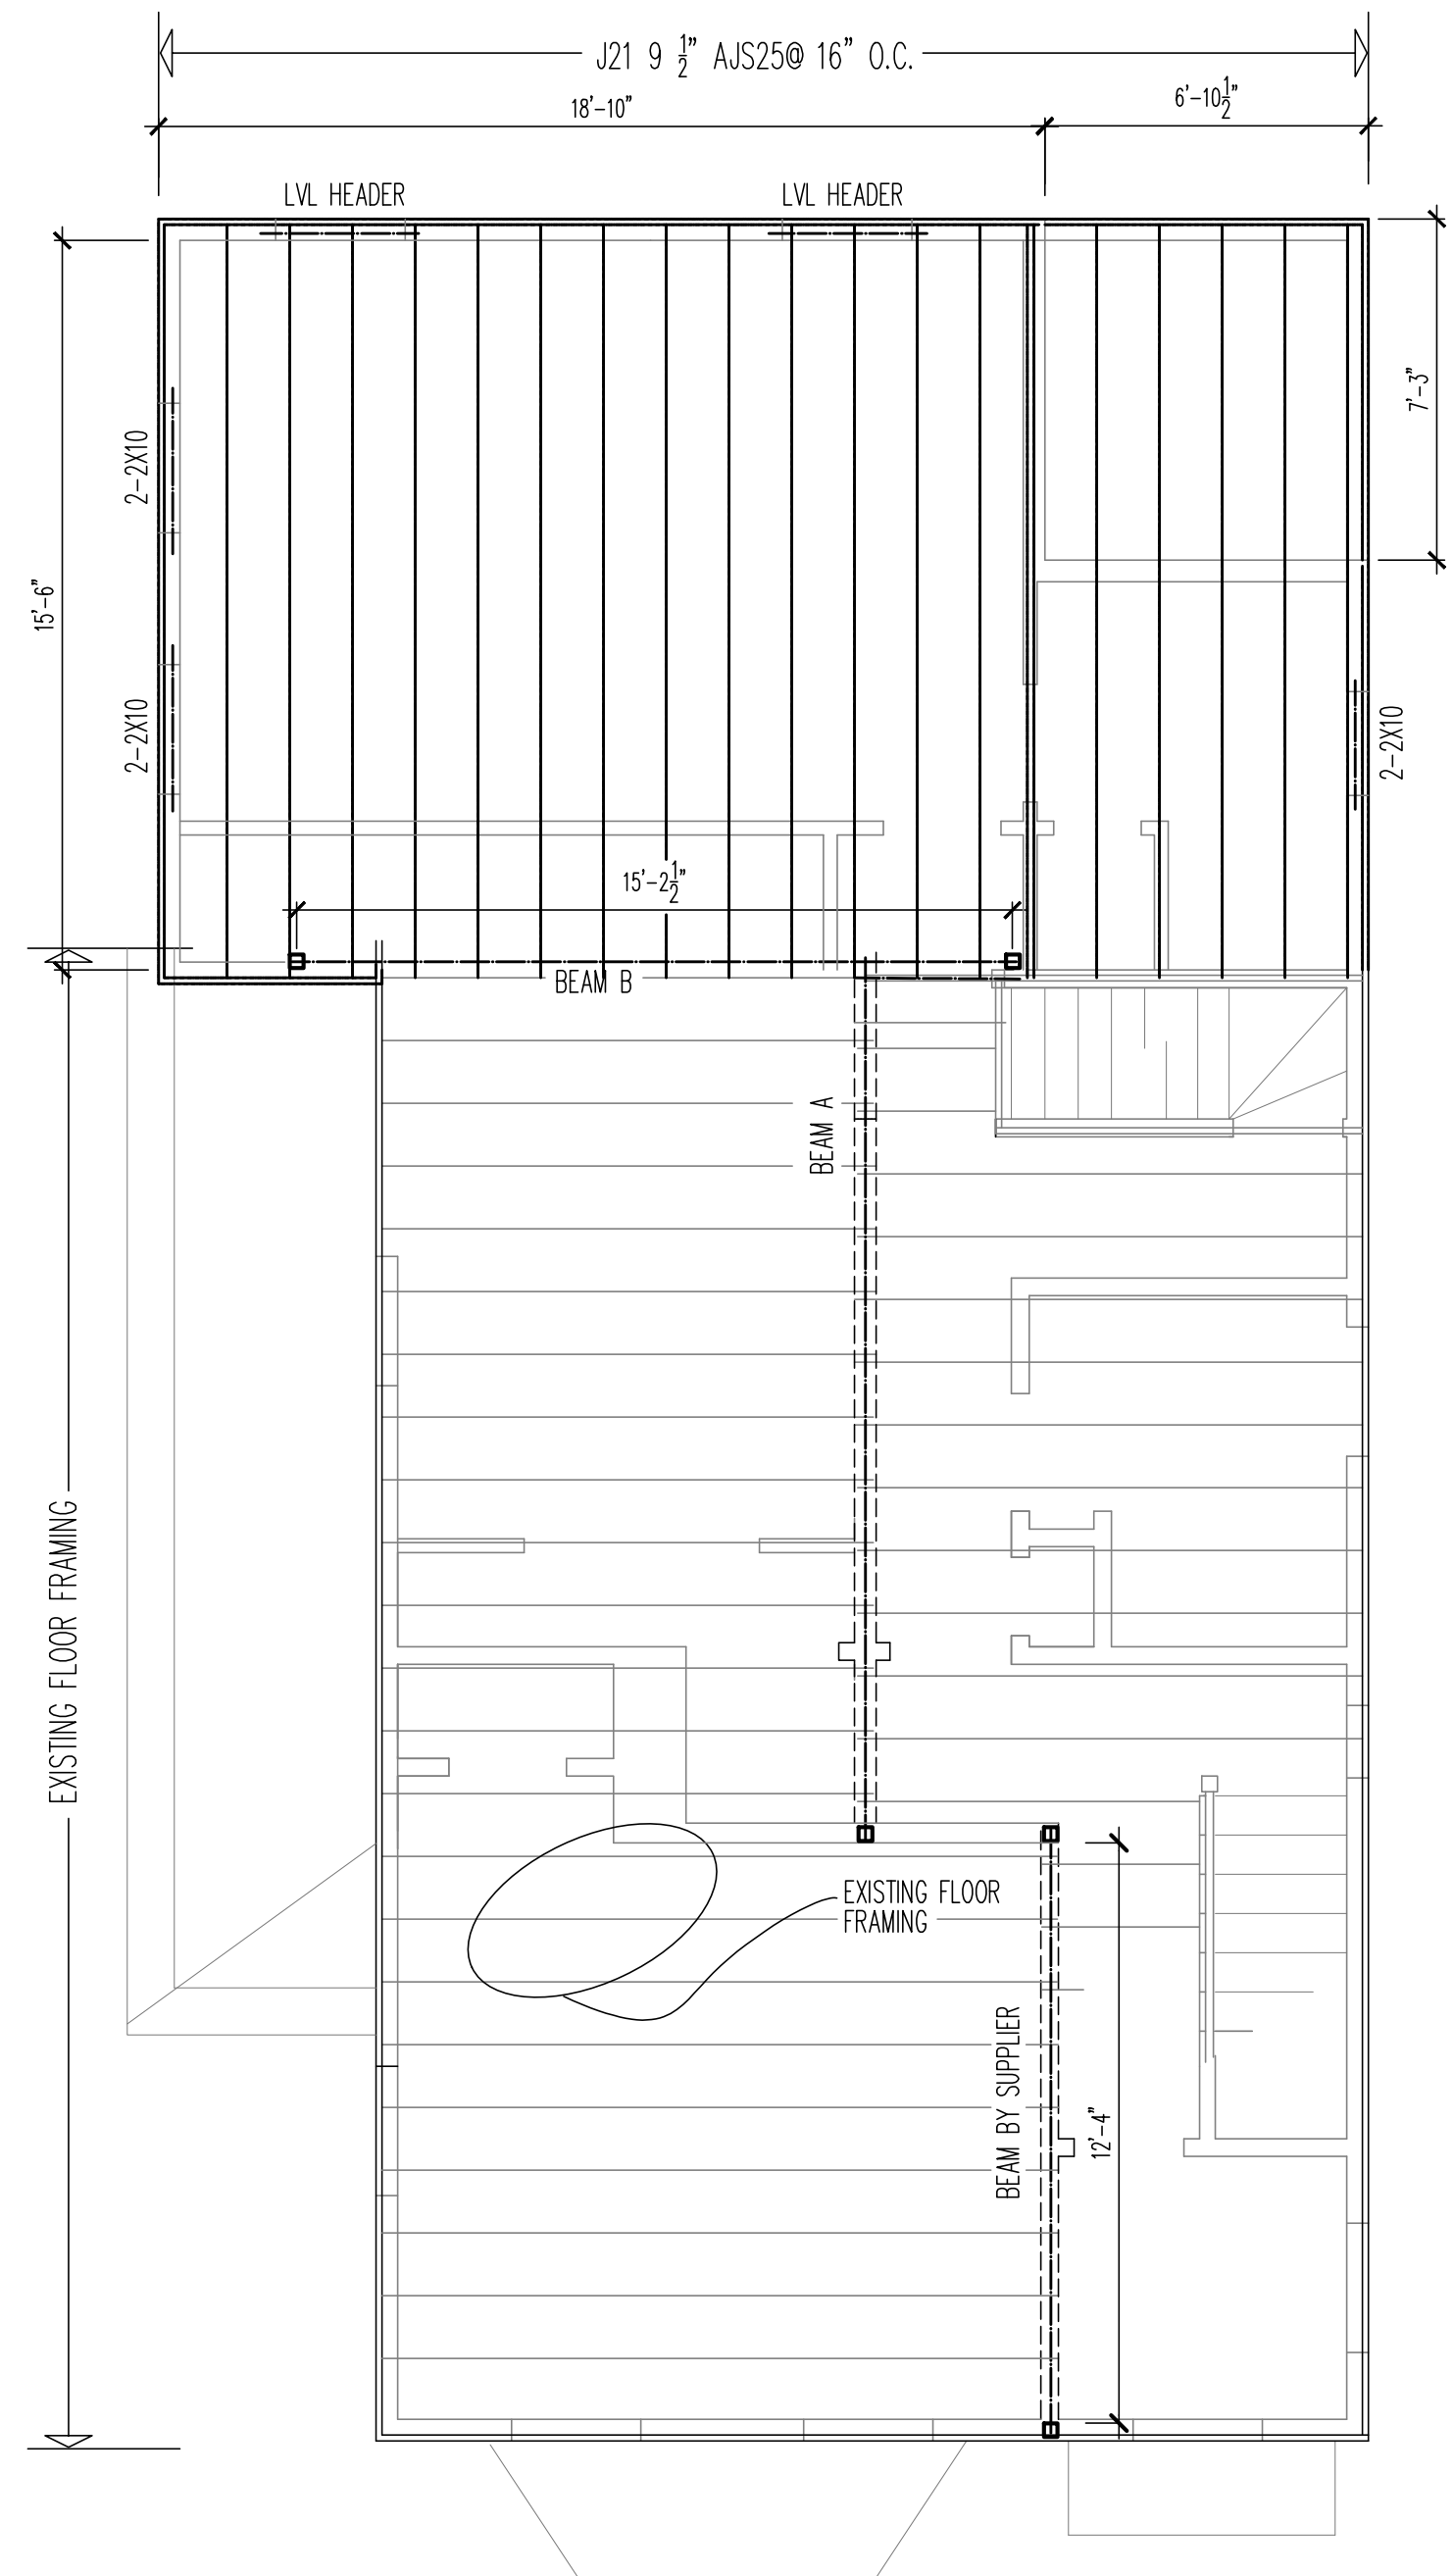 J21 9 1/2" AJS25@ 16" O.C.
18'-10"
6'-10 1/2"
LVL HEADER
LVL HEADER
7'-3"
2-2X10
15'-6"
2-2X10
2-2X10
15'-2 1/2"
BEAM B
BEAM A
EXISTING FLOOR FRAMING
EXISTING FLOOR
FRAMING
BEAM BY SUPPLIER
12'-4"